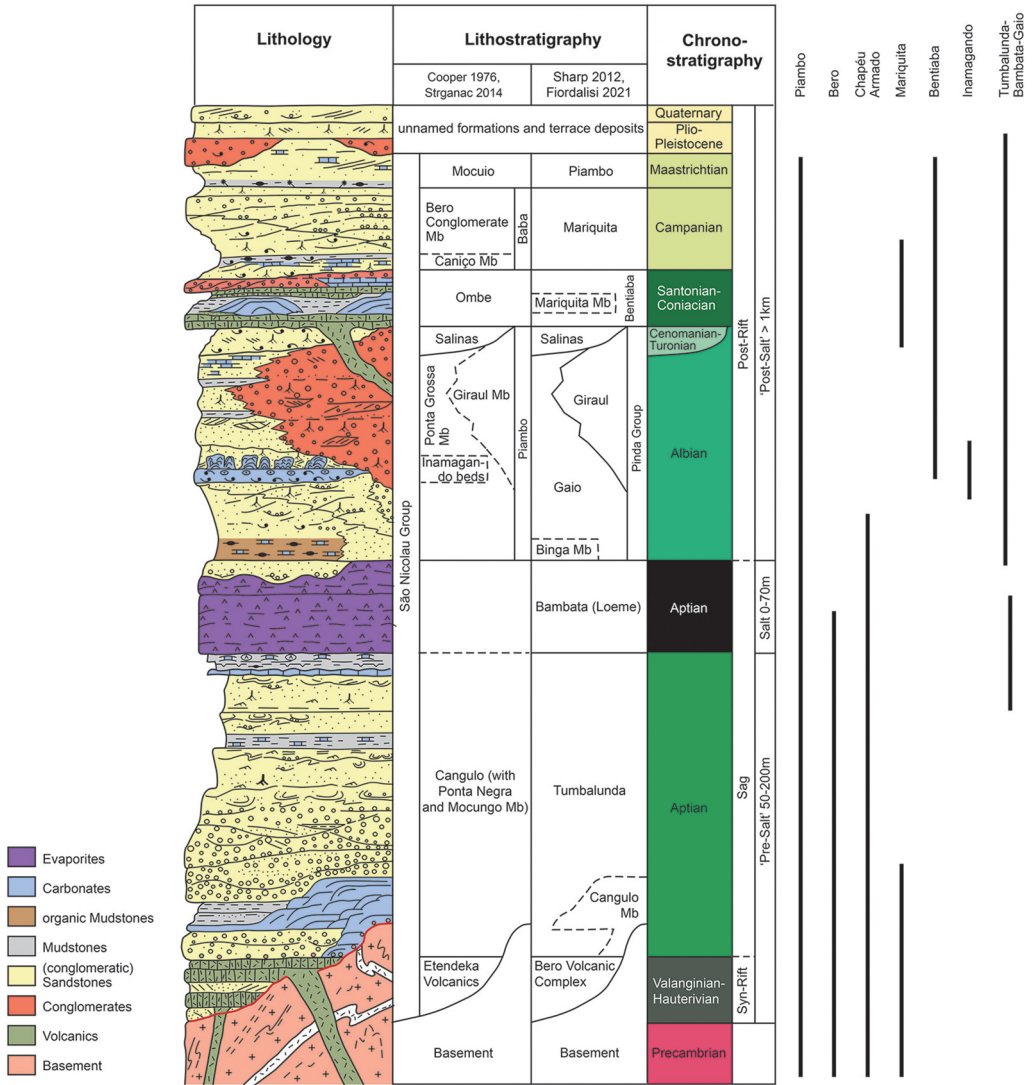 Lithology
Lithostratigraphy
Chrono-
stratigraphy
Cooper 1976,
Strganac 2014
Sharp 2012,
Fiordalisi 2021
Piambo
Bero
Chapéu
Armado
Mariquita
Bentiaba
Inamagando
Tumbalunda-
Bambata-Gaio
unnamed formations and terrace deposits
Quaternary
Plio-
Pleistocene
Mocuio
Piambo
Maastrichtian
Bero
Conglomerate
Mb
Baba
Mariquita
Campanian
Caniço Mb
Ombe
Mariquita Mb
Bentiaba
Santonian-
Coniacian
Salinas
Salinas
Cenomanian-
Turonian
Ponta Grossa
Mb
Giraul Mb
Piambo
Giraul
Pinda Group
Albian
Inamagan-
do beds
Gaio
Binga Mb
São Nicolau Group
Bambata (Loeme)
Aptian
Cangulo (with
Ponta Negra
and Mocungo Mb)
Tumbalunda
Aptian
Cangulo
Mb
Etendeka
Volcanics
Bero Volcanic
Complex
Valanginian-
Hauterivian
Basement
Basement
Precambrian
Post-Rift
'Post-Salt' > 1km
Salt 0-70m
Sag
'Pre-Salt' 50-200m
Syn-Rift
Evaporites
Carbonates
organic Mudstones
Mudstones
(conglomeratic)
Sandstones
Conglomerates
Volcanics
Basement